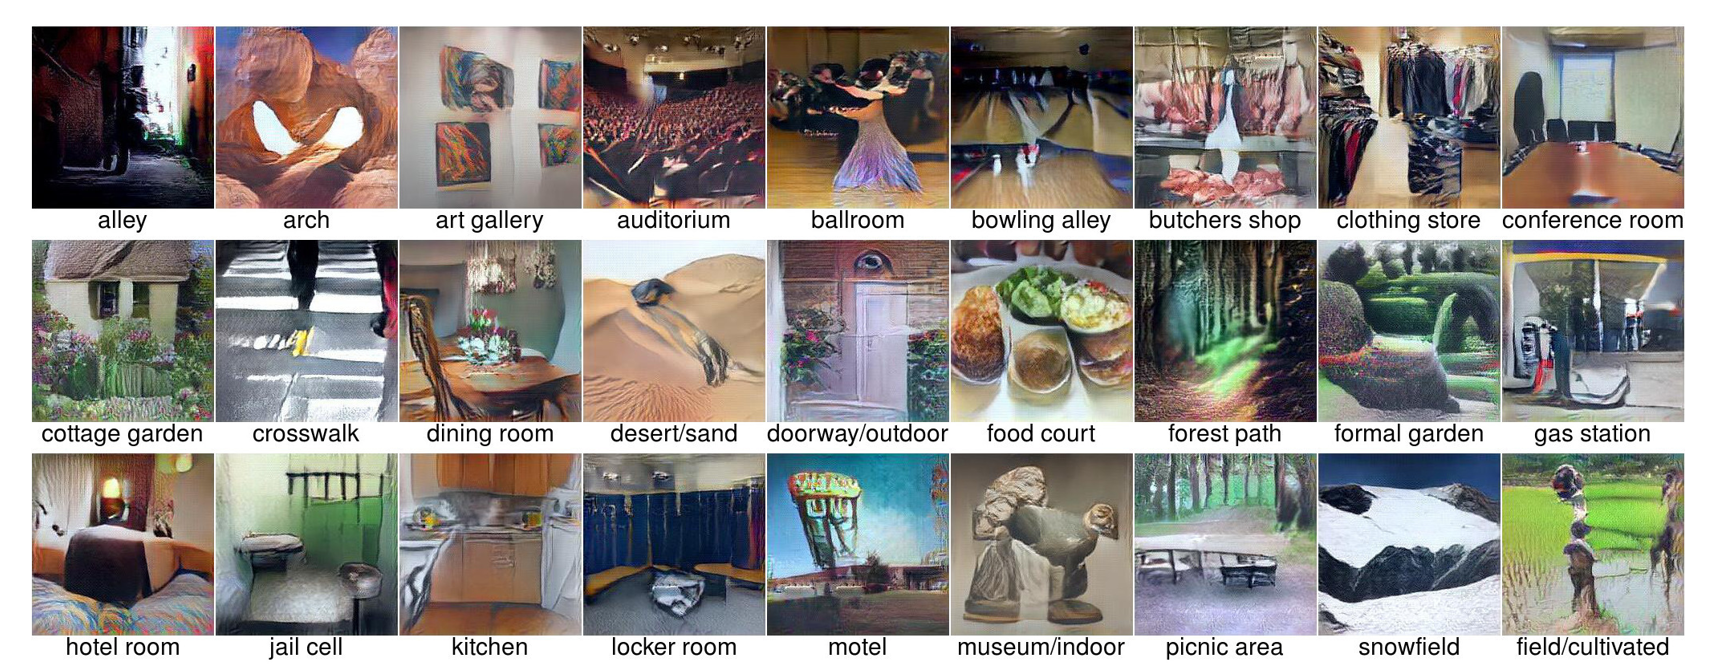 alley arch art gallery auditorium ballroom bowling alley butchers shop clothing store conference room
cottage garden crosswalk dining room desert/sand doorway/outdoor food court forest path formal garden gas station
hotel room jail cell kitchen locker room motel museum/indoor picnic area snowfield field/cultivated